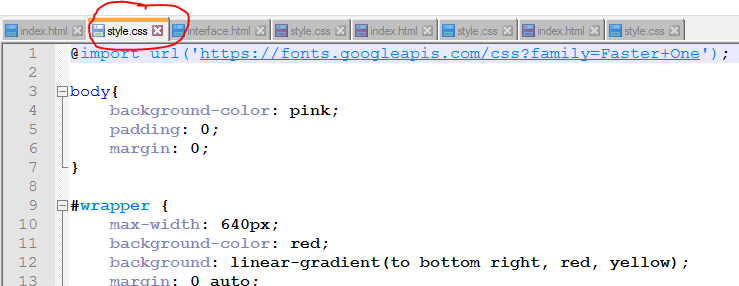 index.html style.css interface.html style.css index.html style.css index.html style.css
1 @import url('https://fonts.googleapis.com/css?family=Faster+One');
2
3 body{
4 background-color: pink;
5 padding: 0;
6 margin: 0;
7 }
8
9 #wrapper {
10 max-width: 640px;
11 background-color: red;
12 background: linear-gradient(to bottom right, red, yellow);
13 margin: 0 auto;